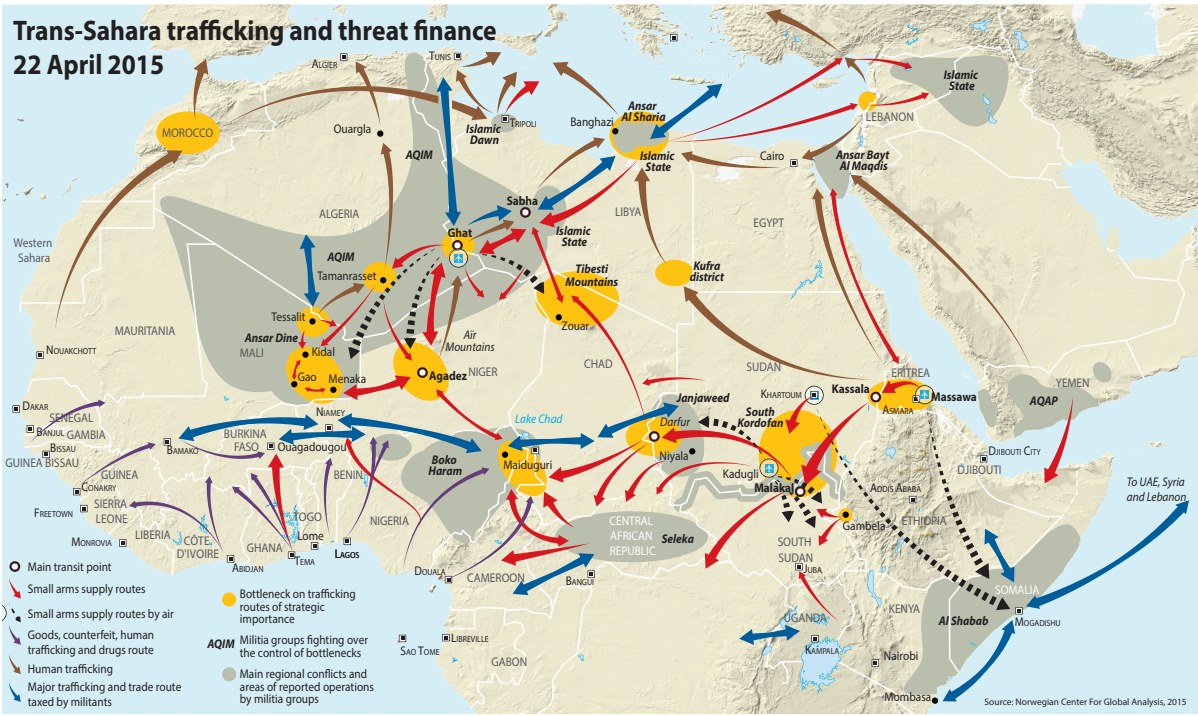 Trans-Sahara trafficking and threat finance
22 April 2015
TUNIS
ALGIER
Islamic
State
Ansar
Al Sharia
Banghazi
LEBANON
MOROCCO
Ouargla
Islamic
Dawn
TRIPOLI
AQIM
Islamic
State
Cairo
Ansar Bayt
Al Maqdis
Sabha
ALGERIA
LIBYA
EGYPT
Ghat
Islamic
State
Western
Sahara
AQIM
Tamanrasset
Tibesti
Mountains
Kufra
district
Tessalit
Zouar
MAURITANIA
Ansar Dine
MALI
Kidal
Aïr
Mountains
NOUAKCHOTT
Gao
Menaka
Agadez
NIGER
CHAD
SUDAN
ERITREA
YEMEN
Kassala
Massawa
ASMARA
AQAP
DAKAR
SENEGAL
BANJUL
GAMBIA
BISSAU
GUINEA BISSAU
NIAMEY
Lake Chad
Janjaweed
KHARTOUM
South
Kordofan
Darfur
BURKINA
FASO
Ouagadougou
BAMAKO
Boko
Haram
Maiduguri
Niyala
Kadugli
Malakal
DJIBOUTI CITY
DJIBOUTI
GUINEA
CONAKRY
BENIN
ADDIS ABABA
To UAE, Syria
and Lebanon
SIERRA
LEONE
FREETOWN
NIGERIA
TOGO
Lome
CENTRAL
AFRICAN
REPUBLIC
Seleka
Gambela
ETHIOPIA
LIBERIA
MONROVIA
CÔTE
D'IVOIRE
GHANA
LAGOS
TEMA
ABIDJAN
SOUTH
SUDAN
JUBA
DOUALA
CAMEROON
BANGUI
SOMALIA
MOGADISHU
Al Shabab
UGANDA
KENYA
KAMPALA
Nairobi
SAO TOME
LIBREVILLE
GABON
Mombasa
Main transit point
Small arms supply routes
Small arms supply routes by air
Goods, counterfeit, human
trafficking and drugs route
Human trafficking
Major trafficking and trade route
taxed by militants
Bottleneck on trafficking
routes of strategic
importance
AQIM
Militia groups fighting over
the control of bottlenecks
Main regional conflicts and
areas of reported operations
by militia groups
Source: Norwegian Center For Global Analysis, 2015